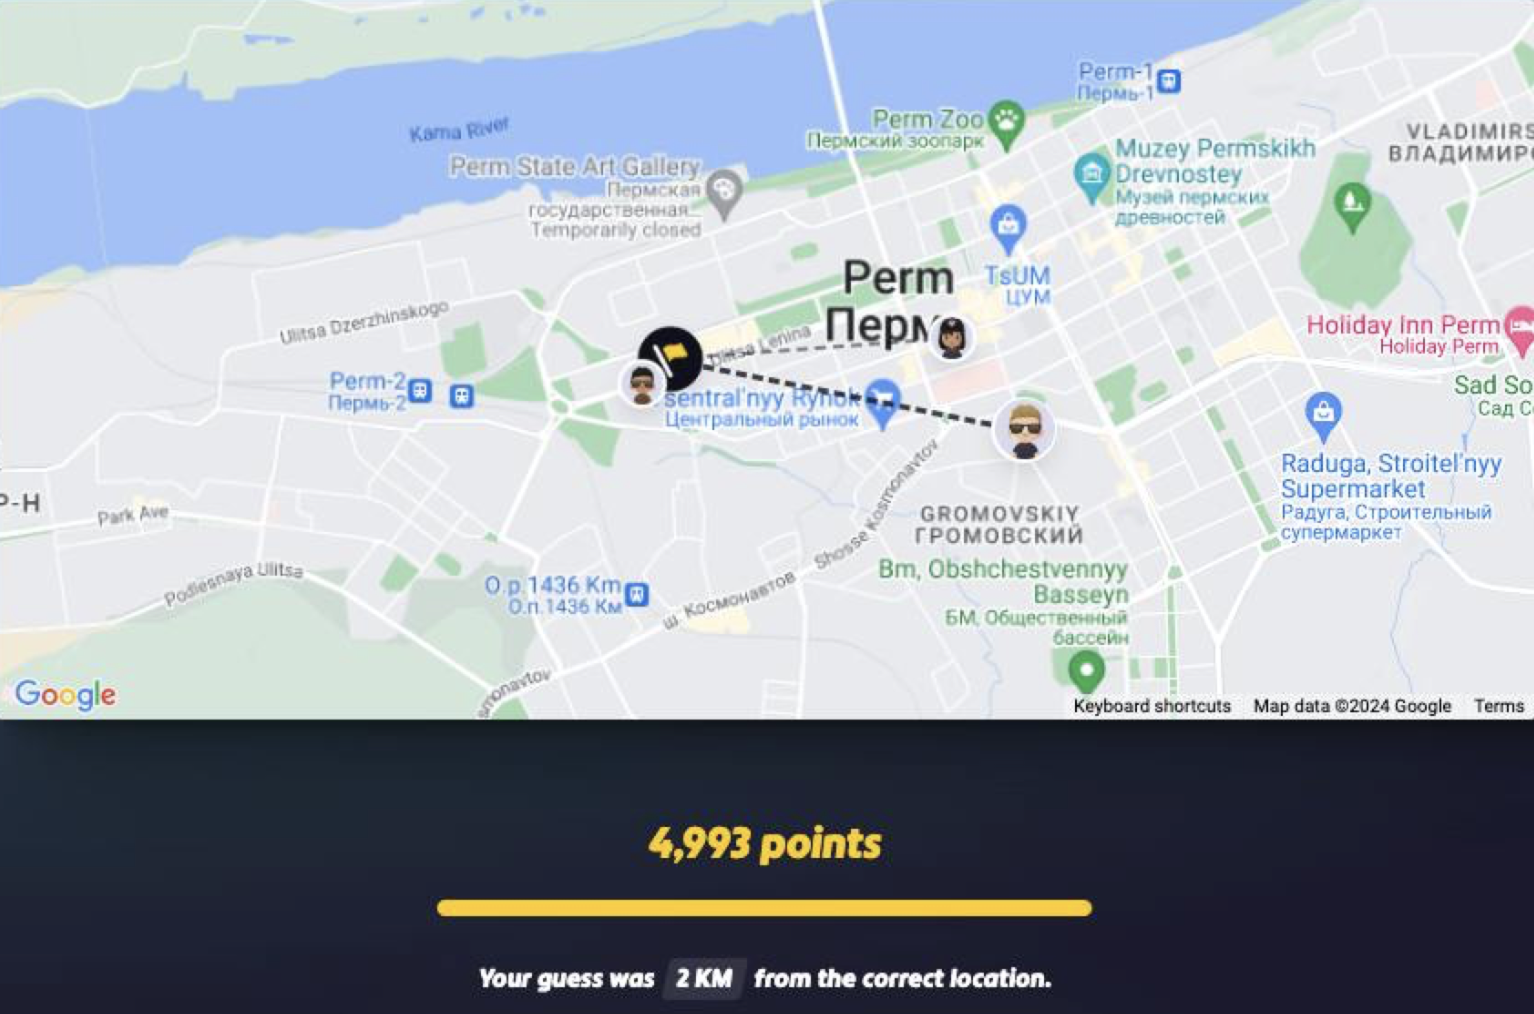 Perm-1
Пермь-1
Kama River
Perm Zoo
Пермский зоопарк
VLADIMIRS
ВЛАДИМИРС
Perm State Art Gallery
Пермская
государственная...
Temporarily closed
Muzey Permskikh
Drevnostey
Музей пермских
древностей
TsUM
ЦУМ
Perm
Ulitsa Dzerzhinskogo
Ulitsa Lenina
Holiday Inn Perm
Holiday Perm
Perm-2
Пермь-2
sentral'nyy Rynok
Центральный рынок
Sad So
Сад С
Raduga, Stroitel'nyy
Supermarket
Радуга, Строительный
супермаркет
Р-Н
Park Ave
Shosse Kosmonavtov
GROMOVSKIY
ГРОМОВСКИЙ
Podlesnaya Ulitsa
O.p.1436 Km
О.п.1436 Км
ш. Космонавтов
Bm, Obshchestvennyy
Basseyn
БМ, Общественный
бассейн
smonavtov
Google
Keyboard shortcuts Map data ©2024 Google Terms
4,993 points
Your guess was 2 KM from the correct location.